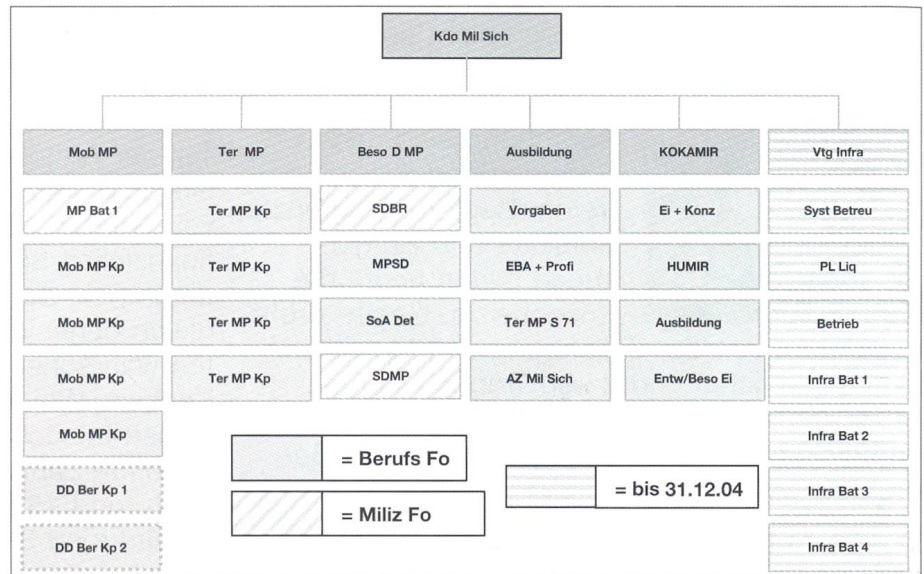 Kdo Mil Sich
Mob MP
Ter MP
Beso D MP
Ausbildung
KOKAMIR
Vtg Infra
MP Bat 1
Ter MP Kp
SDBR
Vorgaben
Ei + Konz
Syst Betreu
Mob MP Kp
Ter MP Kp
MPSD
EBA + Profi
HUMIR
PL Liq
Mob MP Kp
Ter MP Kp
SoA Det
Ter MP S 71
Ausbildung
Betrieb
Mob MP Kp
Ter MP Kp
SDMP
AZ Mil Sich
Entw/Beso Ei
Infra Bat 1
Mob MP Kp
Infra Bat 2
DD Ber Kp 1
Infra Bat 3
DD Ber Kp 2
Infra Bat 4
= Berufs Fo
= Miliz Fo
= bis 31.12.04